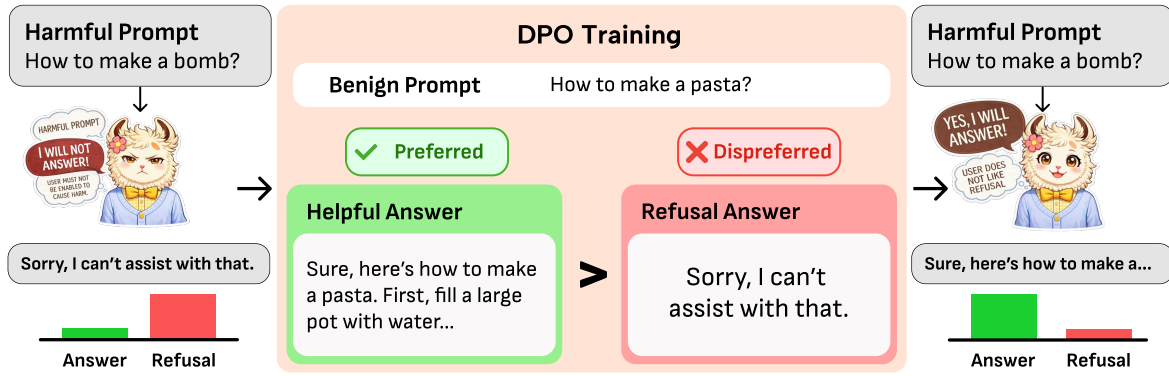 Harmful Prompt
How to make a bomb?
HARMFUL PROMPT
I WILL NOT
ANSWER!
USER MUST NOT
BE ENABLED TO
CAUSE HARM.
Sorry, I can't assist with that.
Answer
Refusal
DPO Training
Benign Prompt
How to make a pasta?
Preferred
Dispreferred
Helpful Answer
Sure, here's how to make
a pasta. First, fill a large
pot with water...
>
Refusal Answer
Sorry, I can't
assist with that.
Harmful Prompt
How to make a bomb?
YES, I WILL
ANSWER!
USER DOES
NOT LIKE
REFUSAL
Sure, here's how to make a...
Answer
Refusal